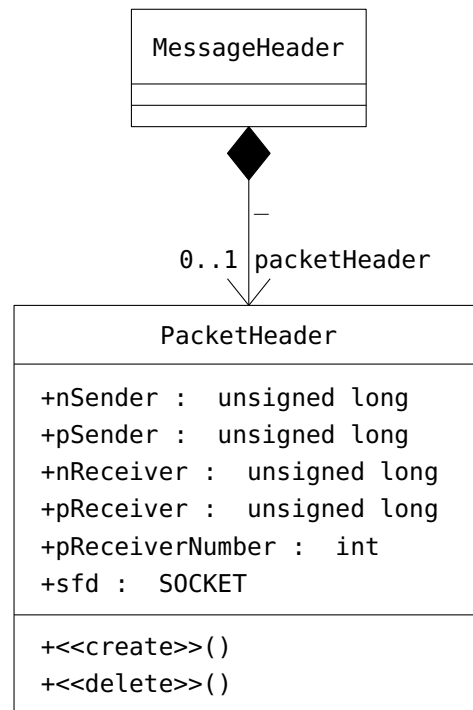 MessageHeader
–
0..1 packetHeader
PacketHeader
+nSender :  unsigned long
+pSender :  unsigned long
+nReceiver :  unsigned long
+pReceiver :  unsigned long
+pReceiverNumber :  int
+sfd :  SOCKET
+<<create>>()
+<<delete>>()